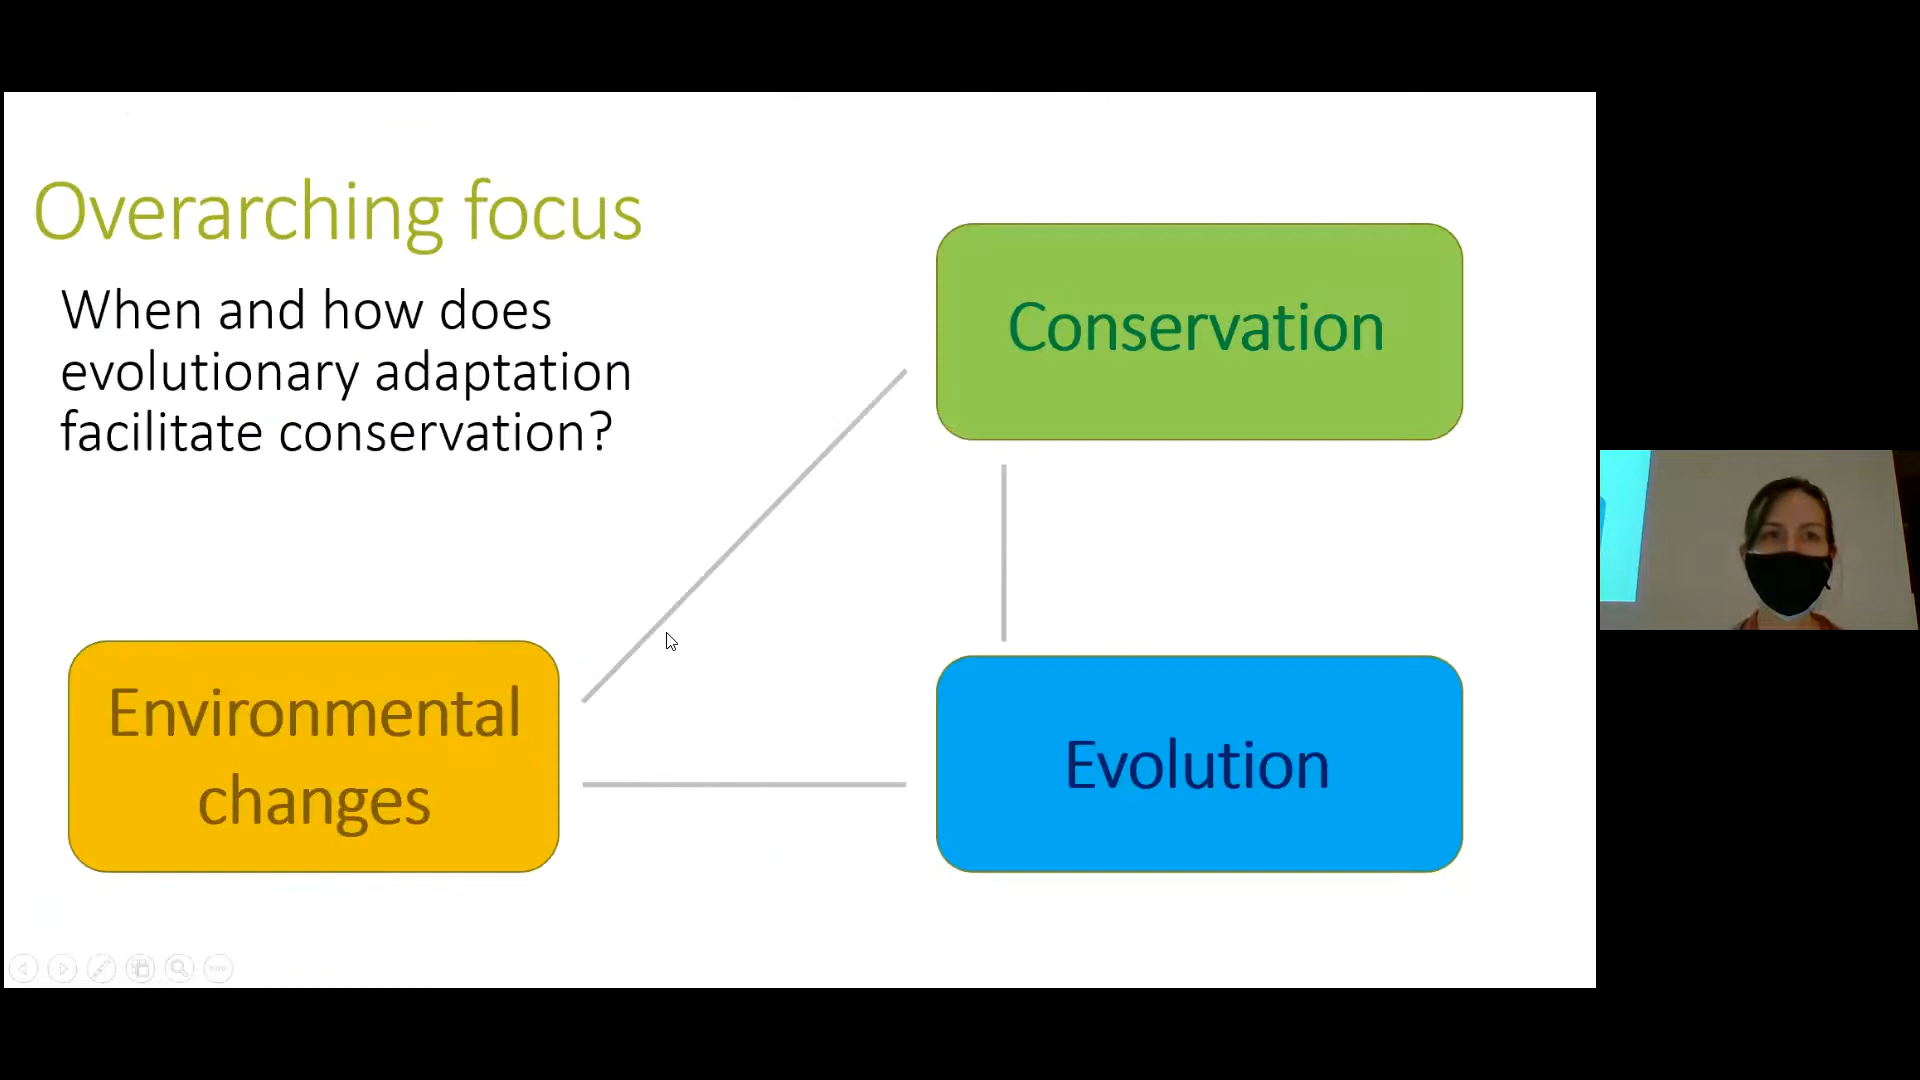 Overarching focus
When and how does
evolutionary adaptation
facilitate conservation?
Conservation
Environmental
changes
Evolution